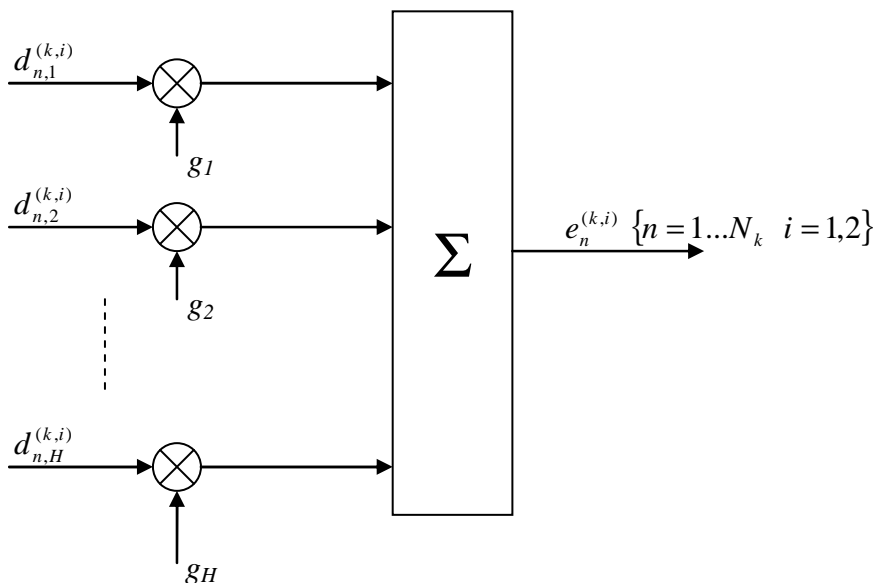 d_{n,1}^{(k,i)}
g_1
d_{n,2}^{(k,i)}
g_2
Σ
e_n^{(k,i)} {n = 1...N_k i = 1,2}
d_{n,H}^{(k,i)}
g_H